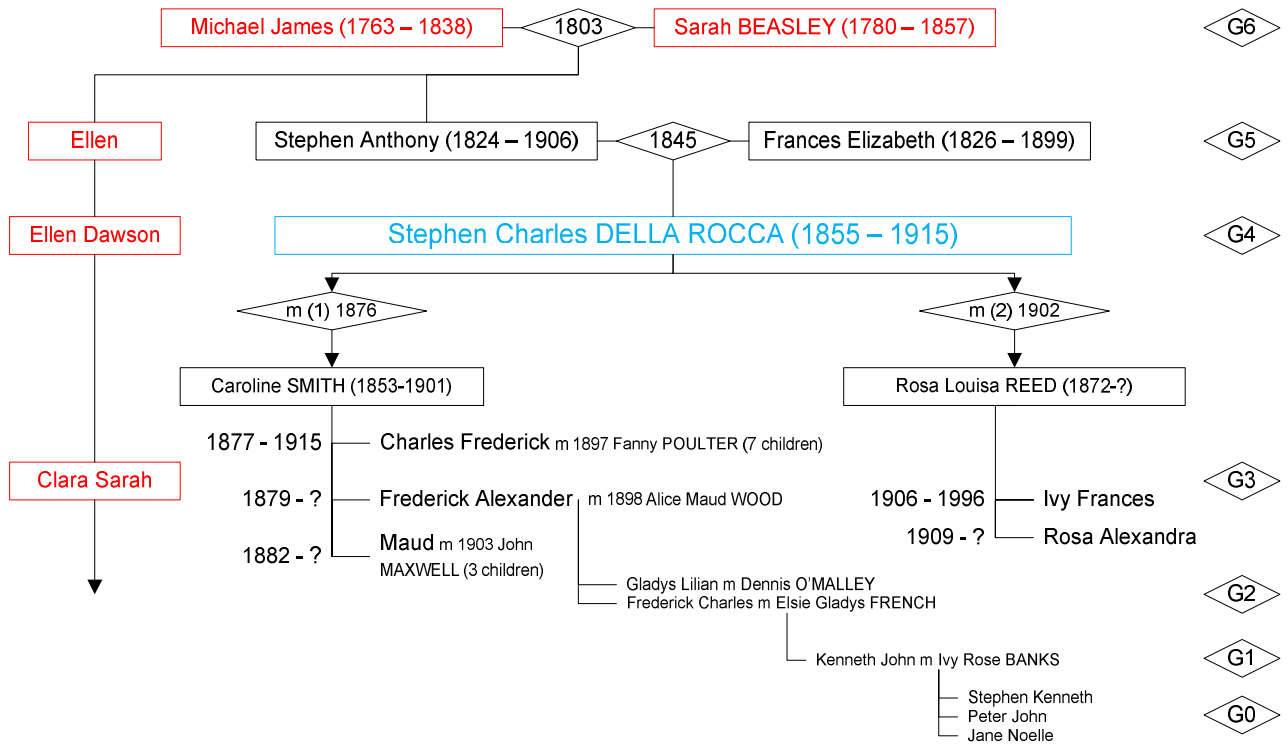 Michael James (1763 – 1838)
1803
Sarah BEASLEY (1780 – 1857)
G6
Ellen
Stephen Anthony (1824 – 1906)
1845
Frances Elizabeth (1826 – 1899)
G5
Ellen Dawson
Stephen Charles DELLA ROCCA (1855 – 1915)
G4
m (1) 1876
m (2) 1902
Caroline SMITH (1853-1901)
Rosa Louisa REED (1872-?)
1877 - 1915 Charles Frederick m 1897 Fanny POULTER (7 children)
Clara Sarah
G3
1879 - ? Frederick Alexander m 1898 Alice Maud WOOD
1906 - 1996 Ivy Frances
1909 - ? Rosa Alexandra
1882 - ? Maud m 1903 John
MAXWELL (3 children)
Gladys Lilian m Dennis O'MALLEY
Frederick Charles m Elsie Gladys FRENCH
G2
Kenneth John m Ivy Rose BANKS
G1
Stephen Kenneth
Peter John
Jane Noelle
G0